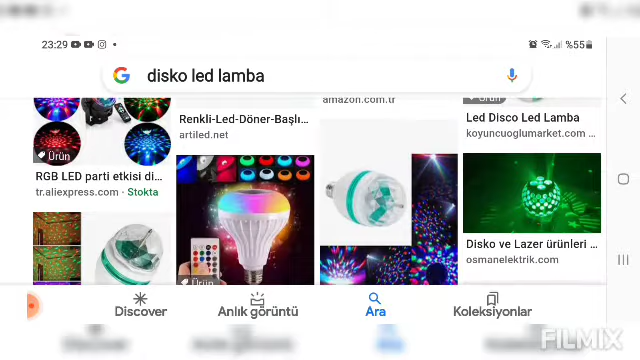 23:29
%55
disko led lamba
amazon.com.tr
Ürün
Renkli-Led-Döner-Başlı...
artiled.net
Led Disco Led Lamba
koyuncuoglumarket.com ...
Ürün
RGB LED parti etkisi di...
tr.aliexpress.com · Stokta
Disko ve Lazer ürünleri ...
osmanelektrik.com
Ürün
Discover
Anlık görüntü
Ara
Koleksiyonlar
FILMIX